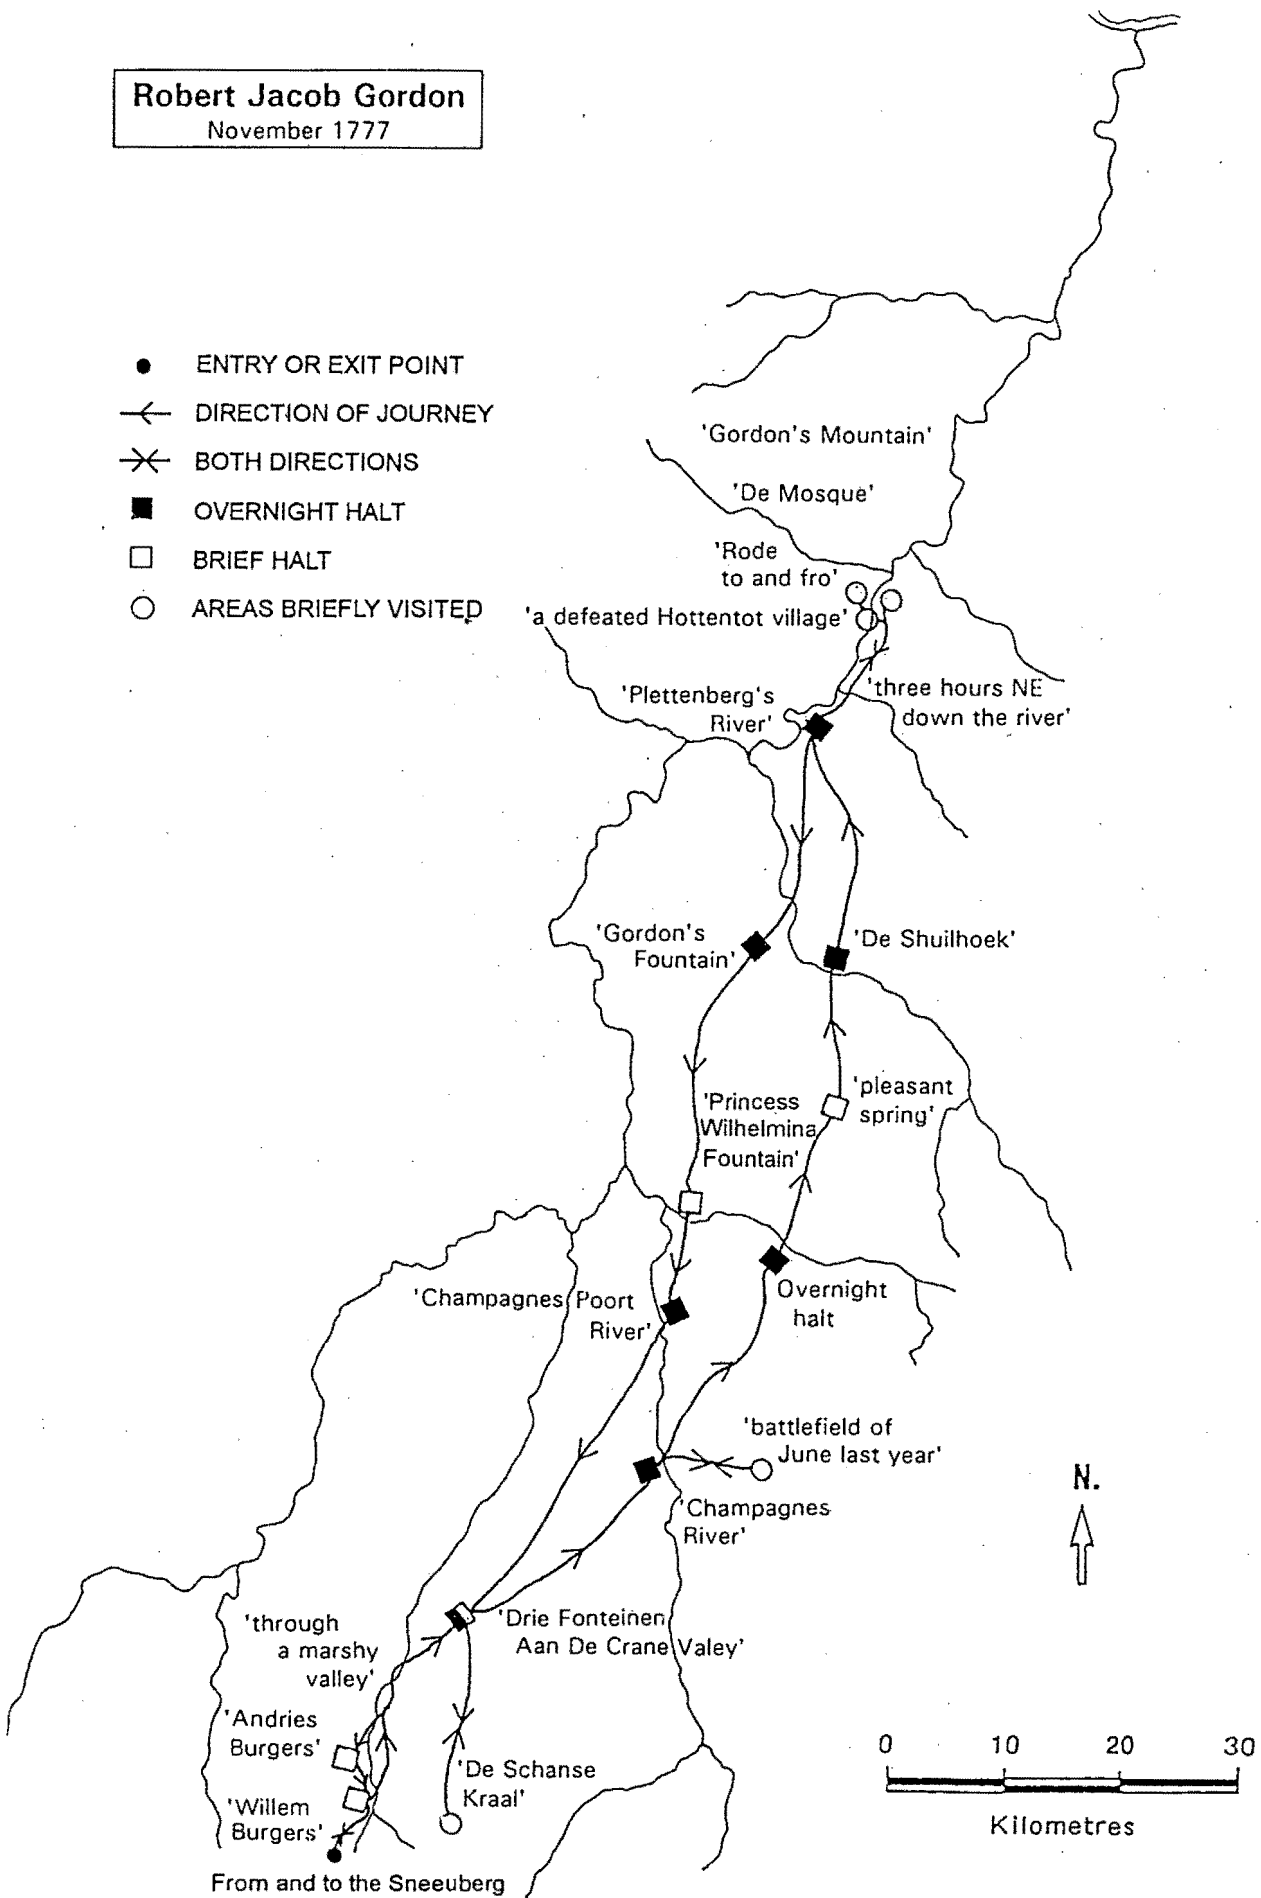 Robert Jacob Gordon
November 1777
ENTRY OR EXIT POINT
DIRECTION OF JOURNEY
BOTH DIRECTIONS
OVERNIGHT HALT
BRIEF HALT
AREAS BRIEFLY VISITED
'Gordon's Mountain'
'De Mosque'
'Rode
to and fro'
'a defeated Hottentot village'
'Plettenberg's
River'
'three hours NE
down the river'
'Gordon's
Fountain'
'De Shuilhoek'
'Princess
Wilhelmina
Fountain'
'pleasant
spring'
'Champagnes Poort
River'
Overnight
halt
'battlefield of
June last year'
'Champagnes
River'
N.
'Drie Fonteinen
Aan De Crane Valey'
'through
a marshy
valley'
'Andries
Burgers'
'De Schanse
Kraal'
'Willem
Burgers'
From and to the Sneeuberg
0 10 20 30
Kilometres